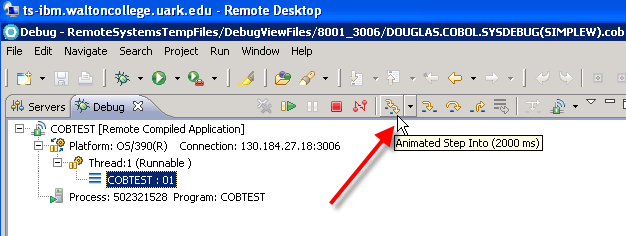 ts-ibm.waltoncollege.uark.edu - Remote Desktop
Debug - RemoteSystemsTempFiles/DebugViewFiles/8001_3006/DOUGLAS.COBOL.SYSDEBUG(SIMPLEW).cob
File Edit Navigate Search Project Run Window Help
Servers Debug
COBTEST [Remote Compiled Application]
Platform: OS/390(R) Connection: 130.184.27.18:3006
Animated Step Into (2000 ms)
Thread:1 (Runnable )
COBTEST : 01
Process: 502321528 Program: COBTEST